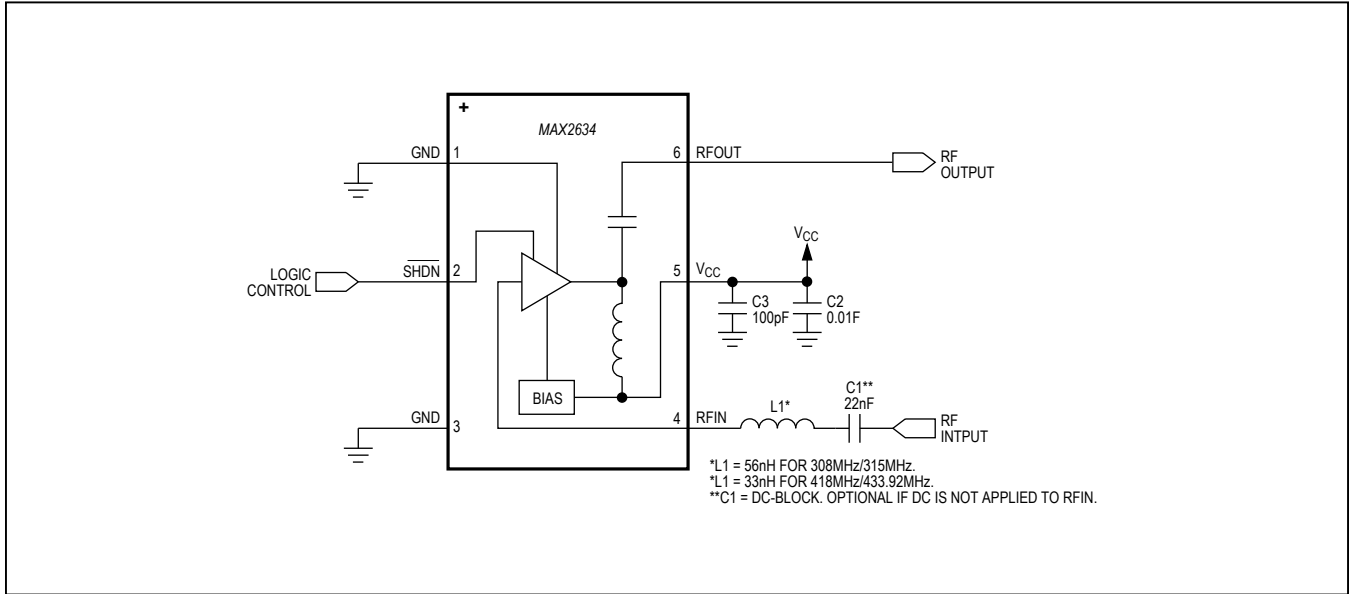 +
MAX2634
GND 1
6 RFOUT
RF
OUTPUT
VCC
LOGIC
CONTROL
SHDN 2
5 VCC
C3
100pF
C2
0.01F
BIAS
GND
3
4 RFIN
L1*
C1**
22nF
RF
INTPUT
*L1 = 56nH FOR 308MHz/315MHz.
*L1 = 33nH FOR 418MHz/433.92MHz.
**C1 = DC-BLOCK. OPTIONAL IF DC IS NOT APPLIED TO RFIN.